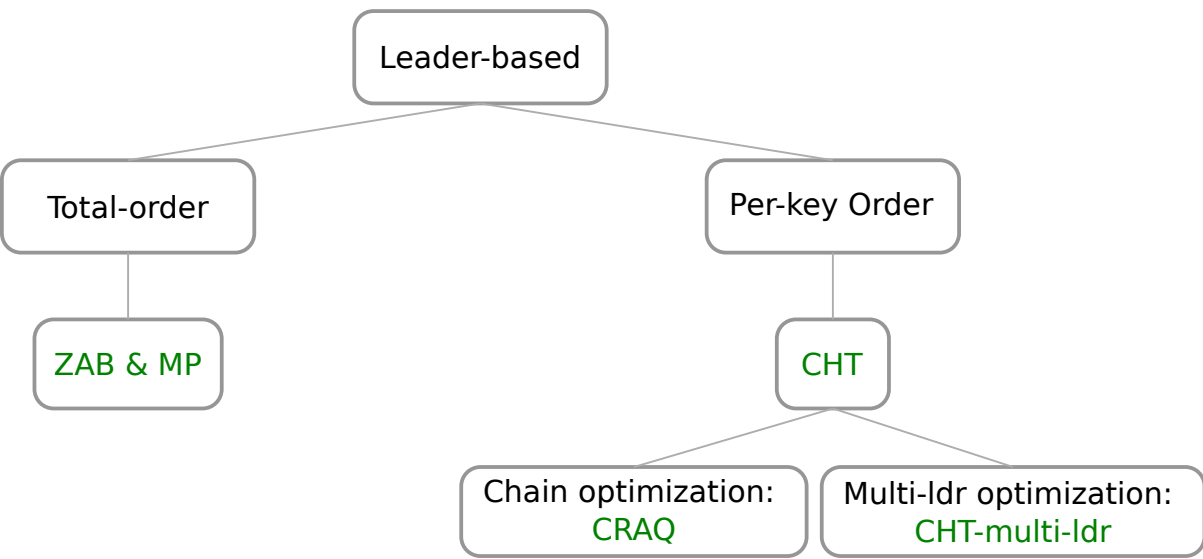 Leader-based
Total-order
Per-key Order
ZAB & MP
CHT
Chain optimization:
CRAQ
Multi-ldr optimization:
CHT-multi-ldr